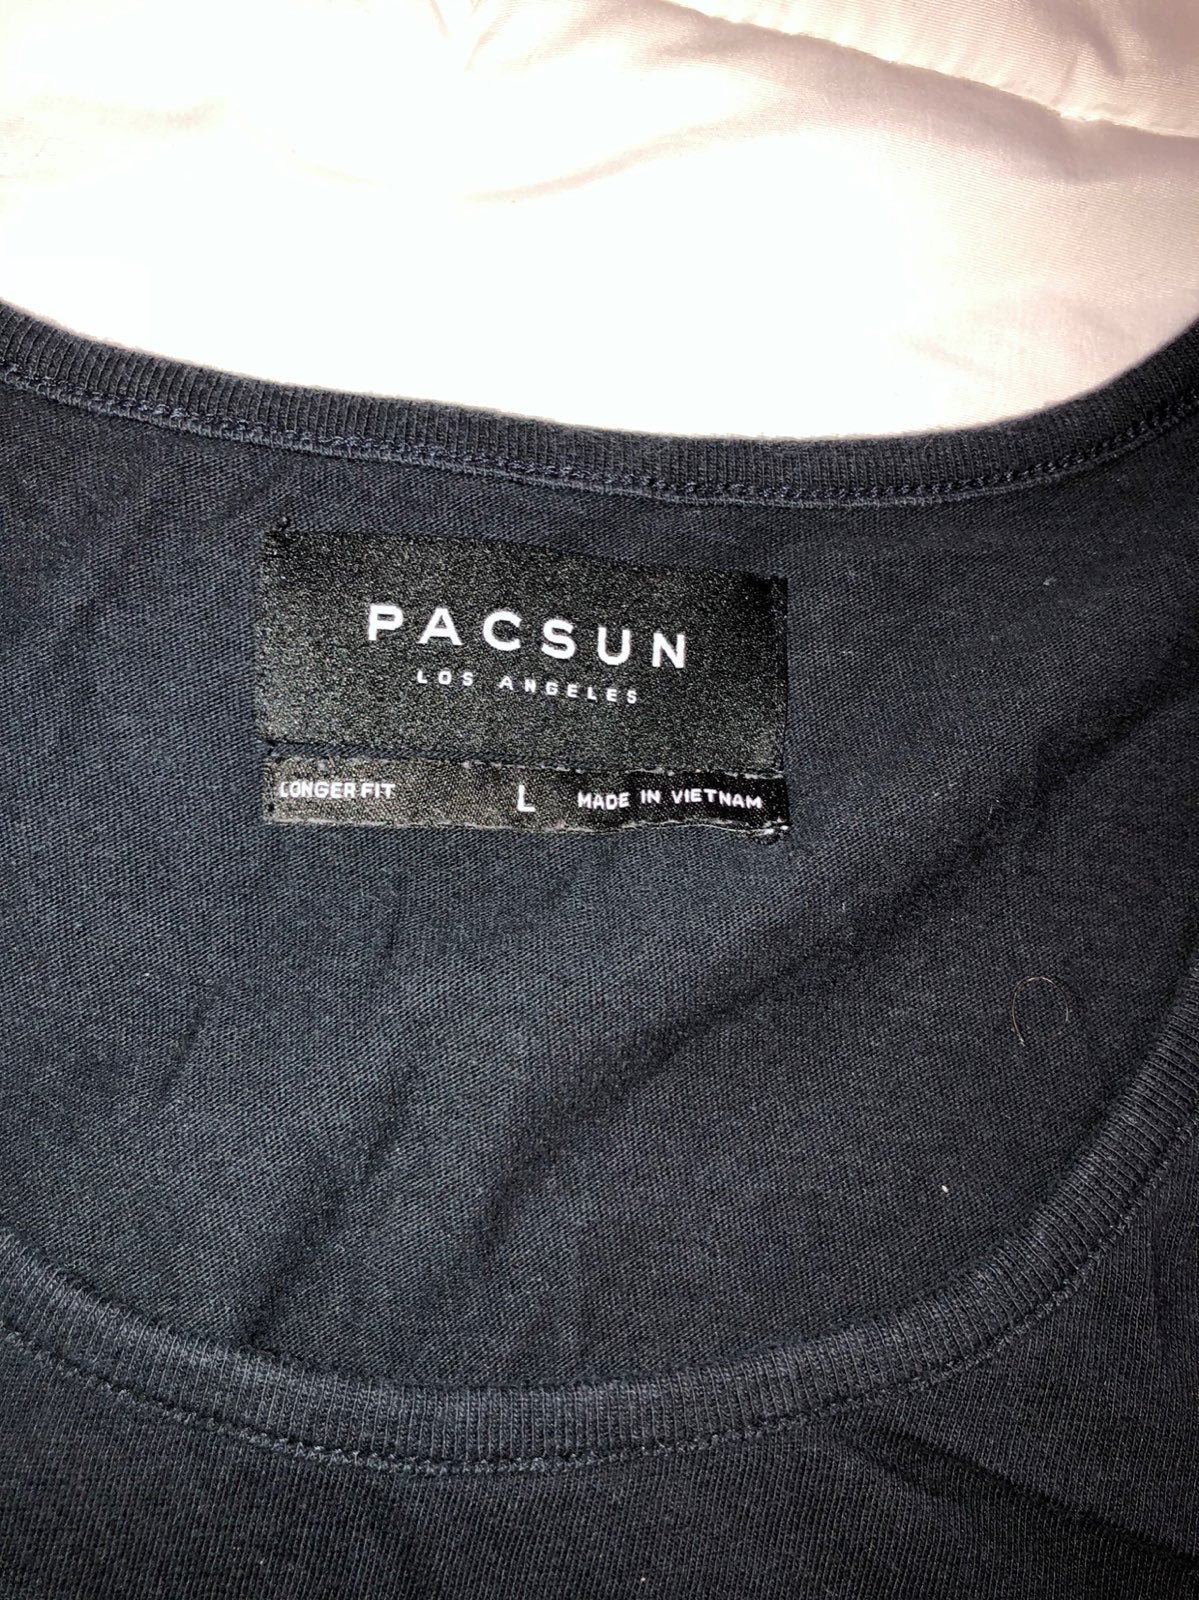 PACSUN
LOS ANGELES
LONGER FIT L MADE IN VIETNAM